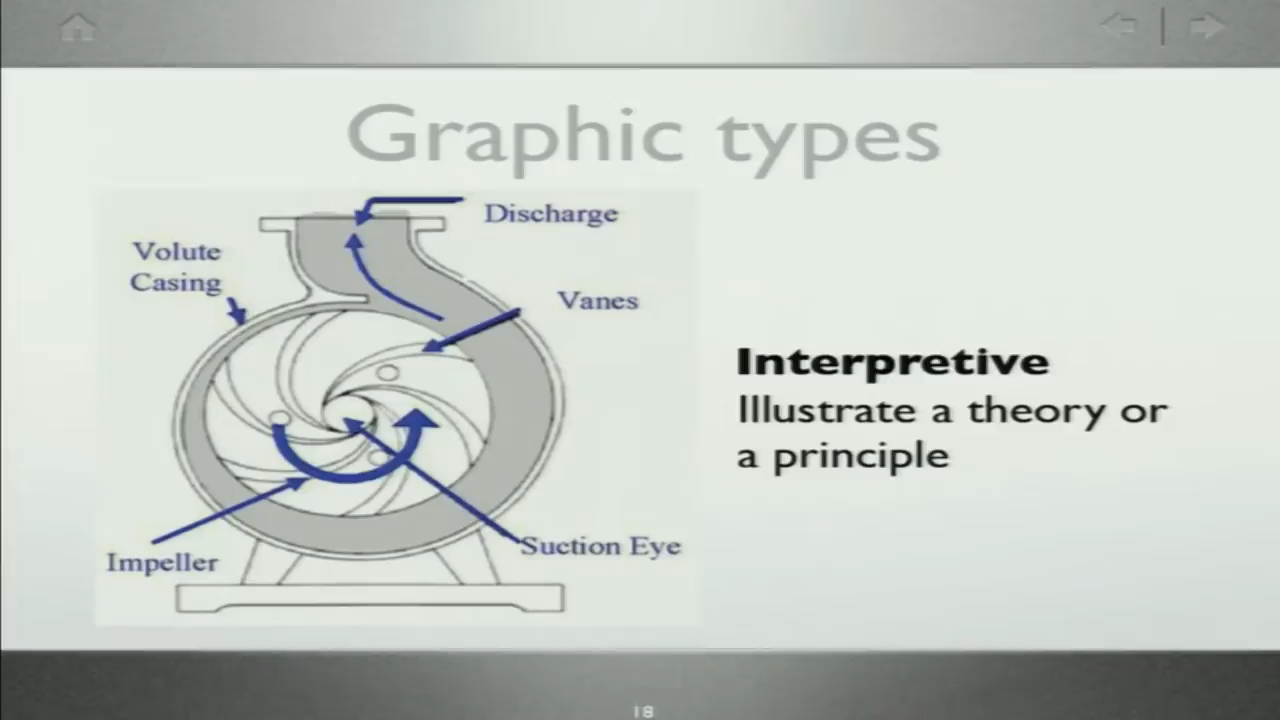 Graphic types
Discharge
Volute
Casing
Vanes
Interpretive
Illustrate a theory or
a principle
Suction Eye
Impeller
18